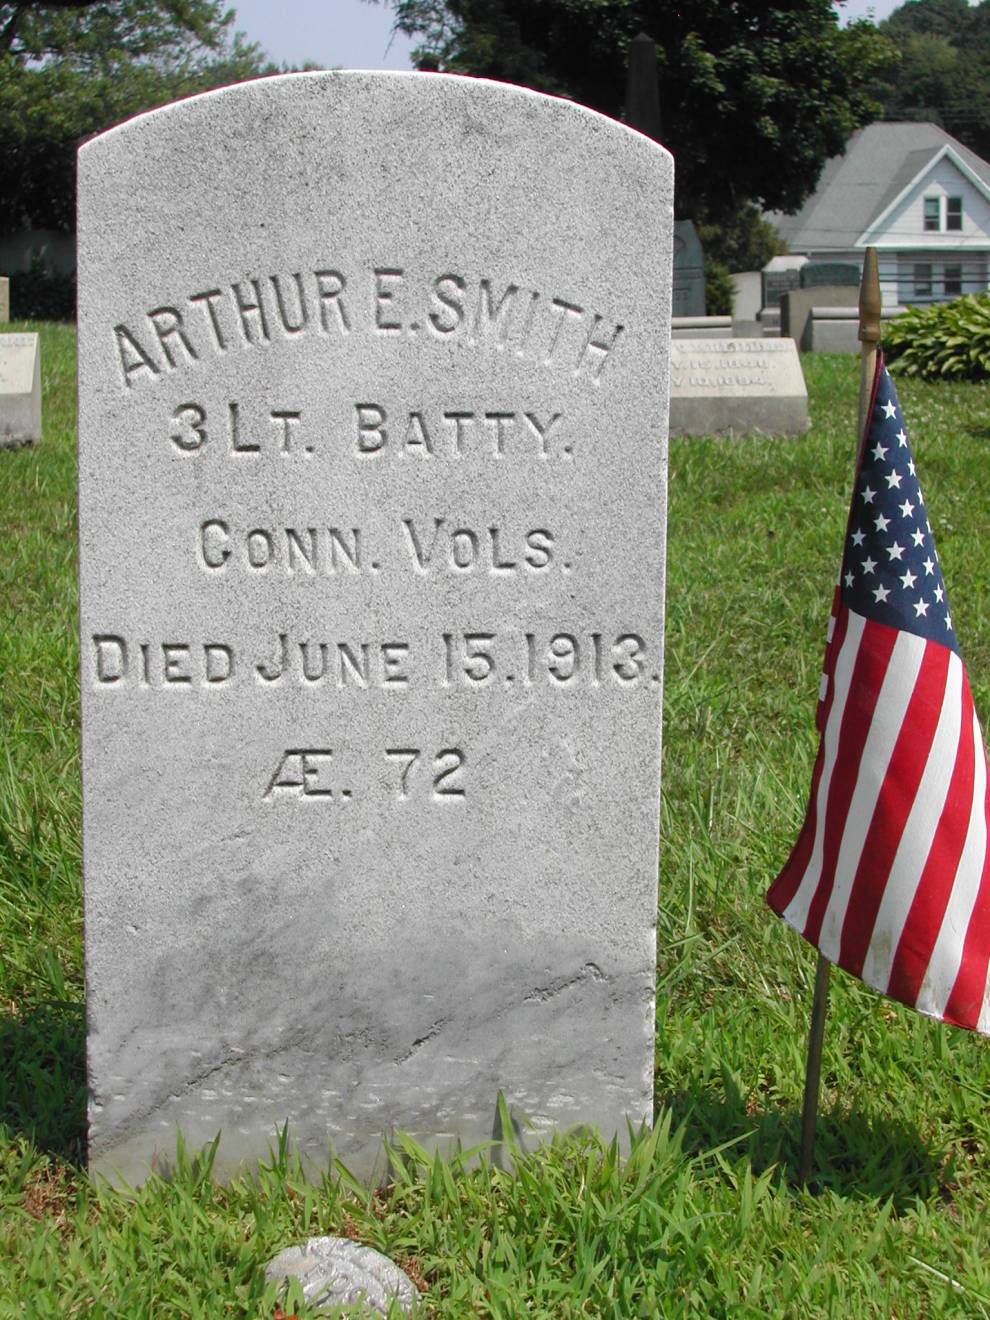 ARTHUR E. SMITH
3 LT. BATTY.
CONN. VOLS.
DIED JUNE 15. 1913.
Æ. 72